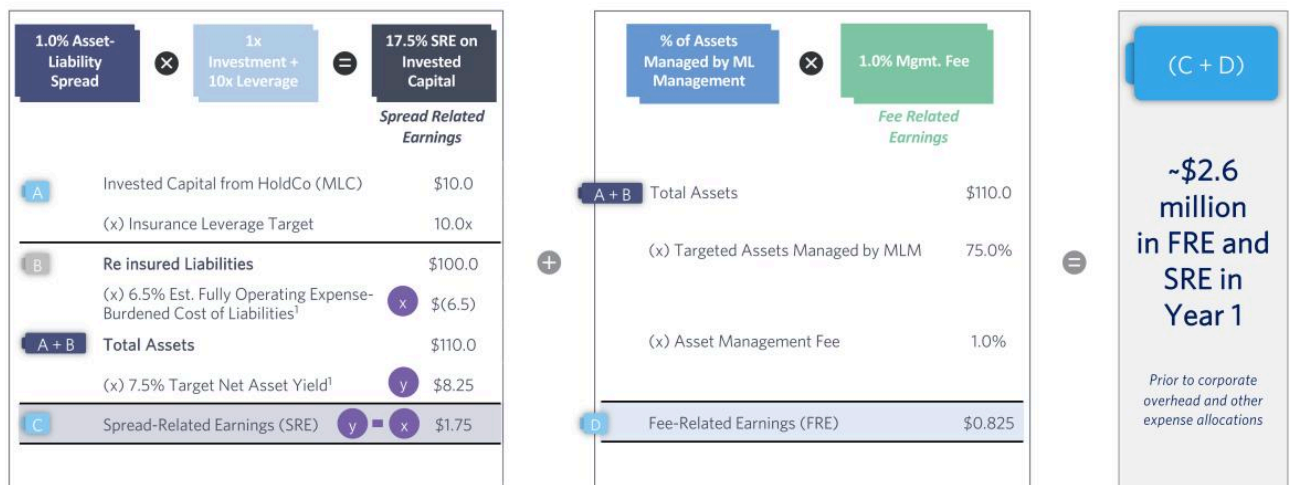 1.0% Asset-
Liability
Spread
1x
Investment +
10x Leverage
17.5% SRE on
Invested
Capital
Spread Related
Earnings
A
Invested Capital from HoldCo (MLC)
$10.0
(x) Insurance Leverage Target
10.0x
B
Re insured Liabilities
$100.0
(x) 6.5% Est. Fully Operating Expense-
Burdened Cost of Liabilities¹
x
$(6.5)
A + B
Total Assets
$110.0
(x) 7.5% Target Net Asset Yield¹
y
$8.25
C
Spread-Related Earnings (SRE)
y
x
$1.75
% of Assets
Managed by ML
Management
1.0% Mgmt. Fee
Fee Related
Earnings
A + B
Total Assets
$110.0
(x) Targeted Assets Managed by MLM
75.0%
(x) Asset Management Fee
1.0%
D
Fee-Related Earnings (FRE)
$0.825
(C + D)
~$2.6
million
in FRE and
SRE in
Year 1
Prior to corporate
overhead and other
expense allocations